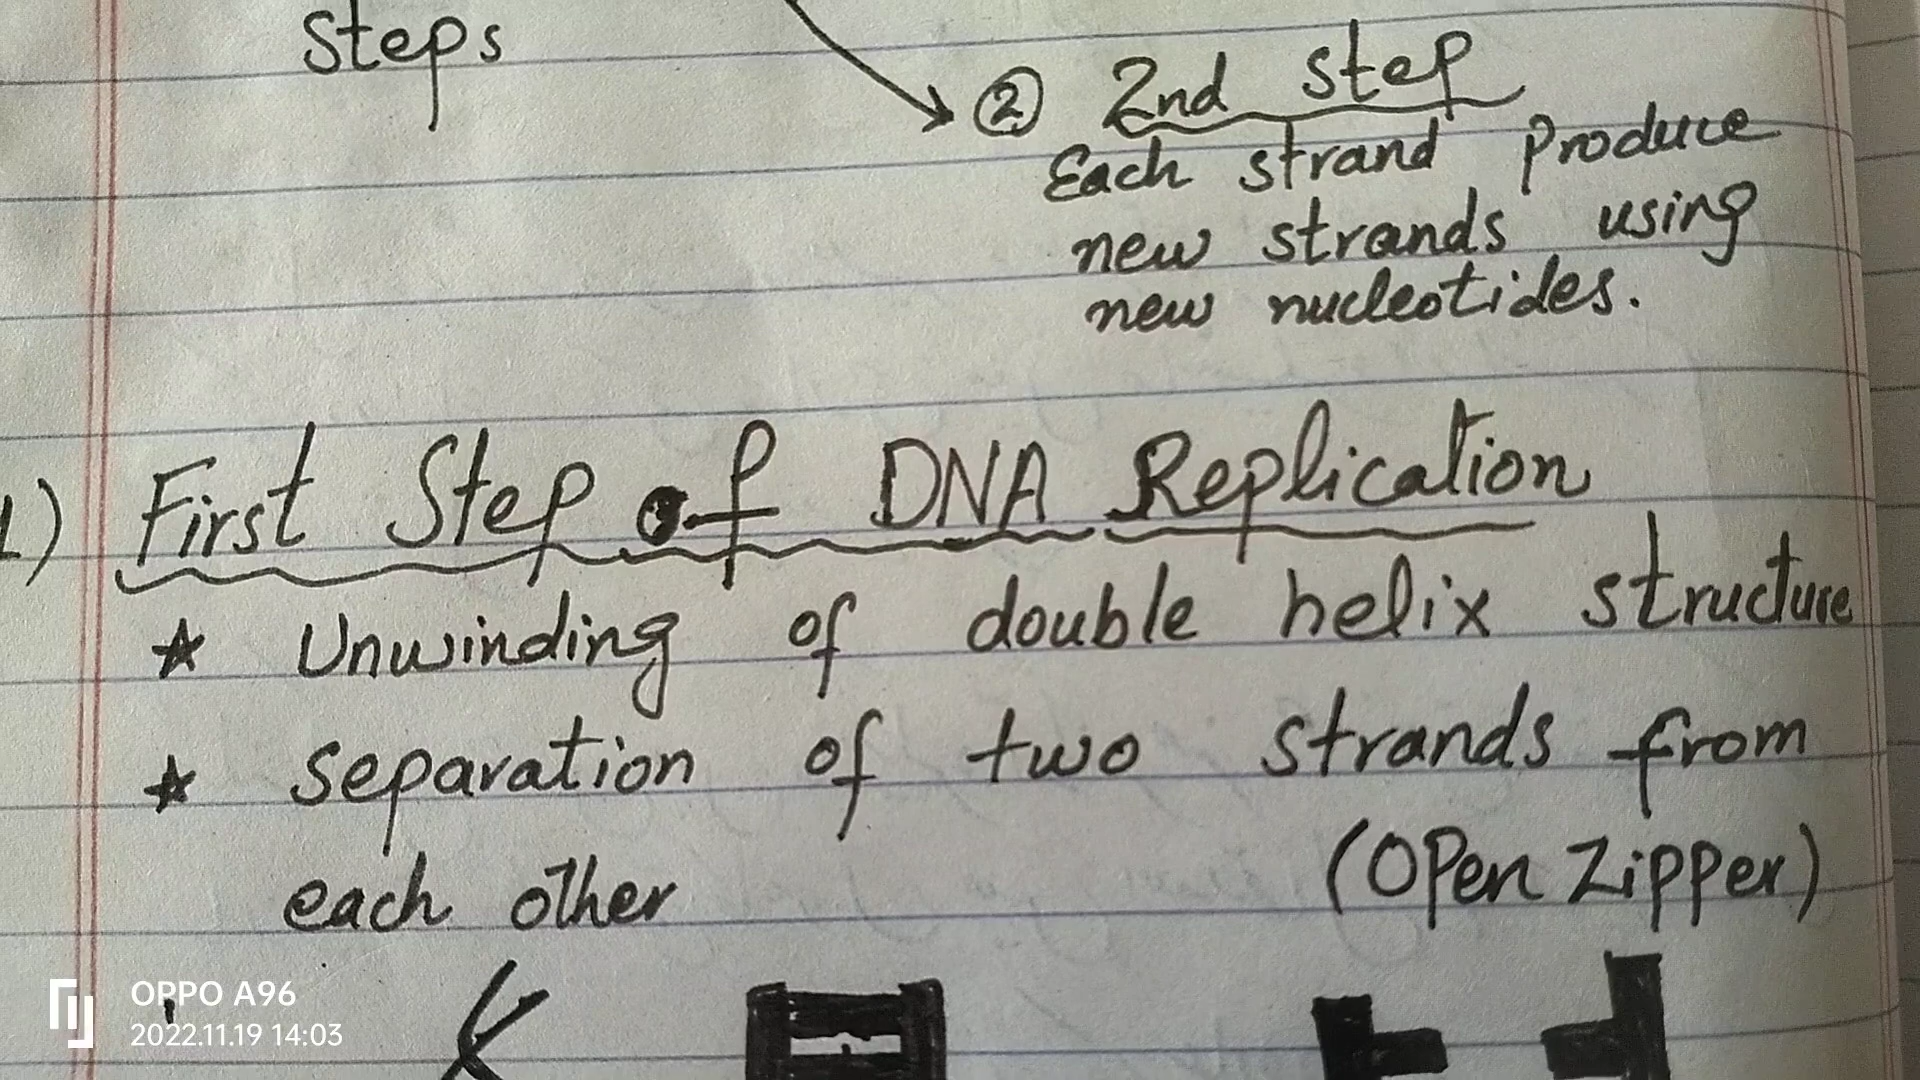 Steps
② 2nd step
Each strand produce
new strands using
new nucleotides.
1) First Step of DNA Replication
★ Unwinding of double helix structure
★ separation of two strands from
each other (Open Zipper)
OPPO A96
2022.11.19 14:03